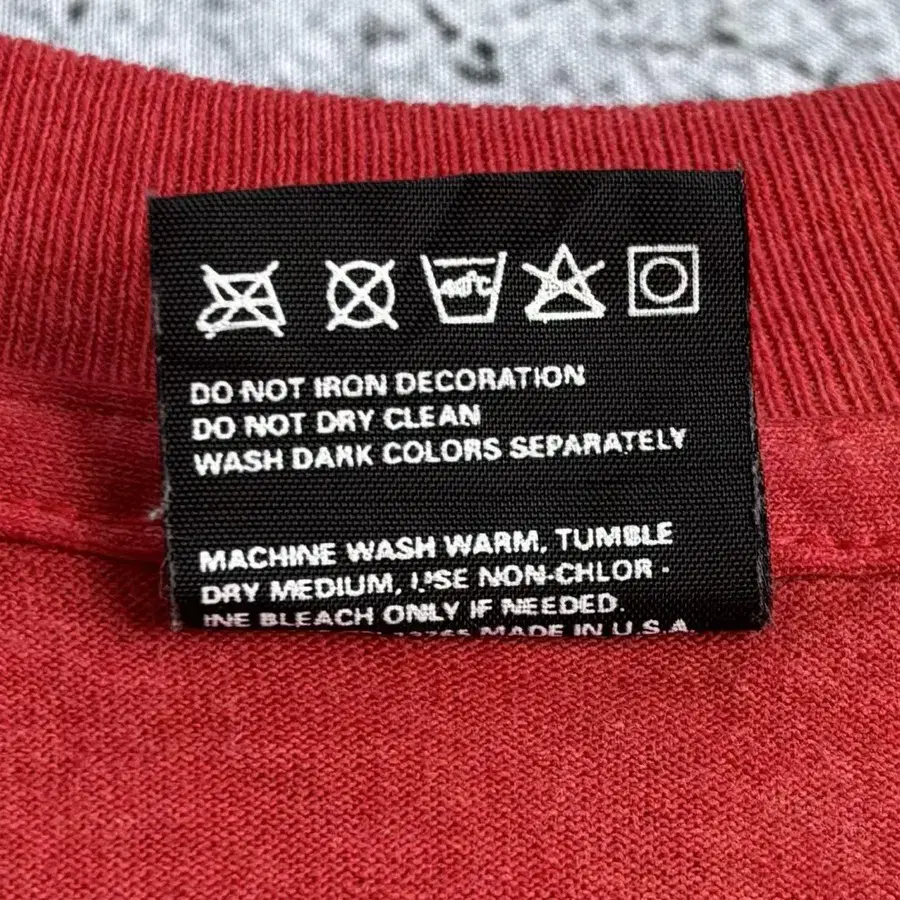 40°C
DO NOT IRON DECORATION
DO NOT DRY CLEAN
WASH DARK COLORS SEPARATELY
MACHINE WASH WARM, TUMBLE
DRY MEDIUM, USE NON-CHLOR -
INE BLEACH ONLY IF NEEDED.
MADE IN U.S.A.